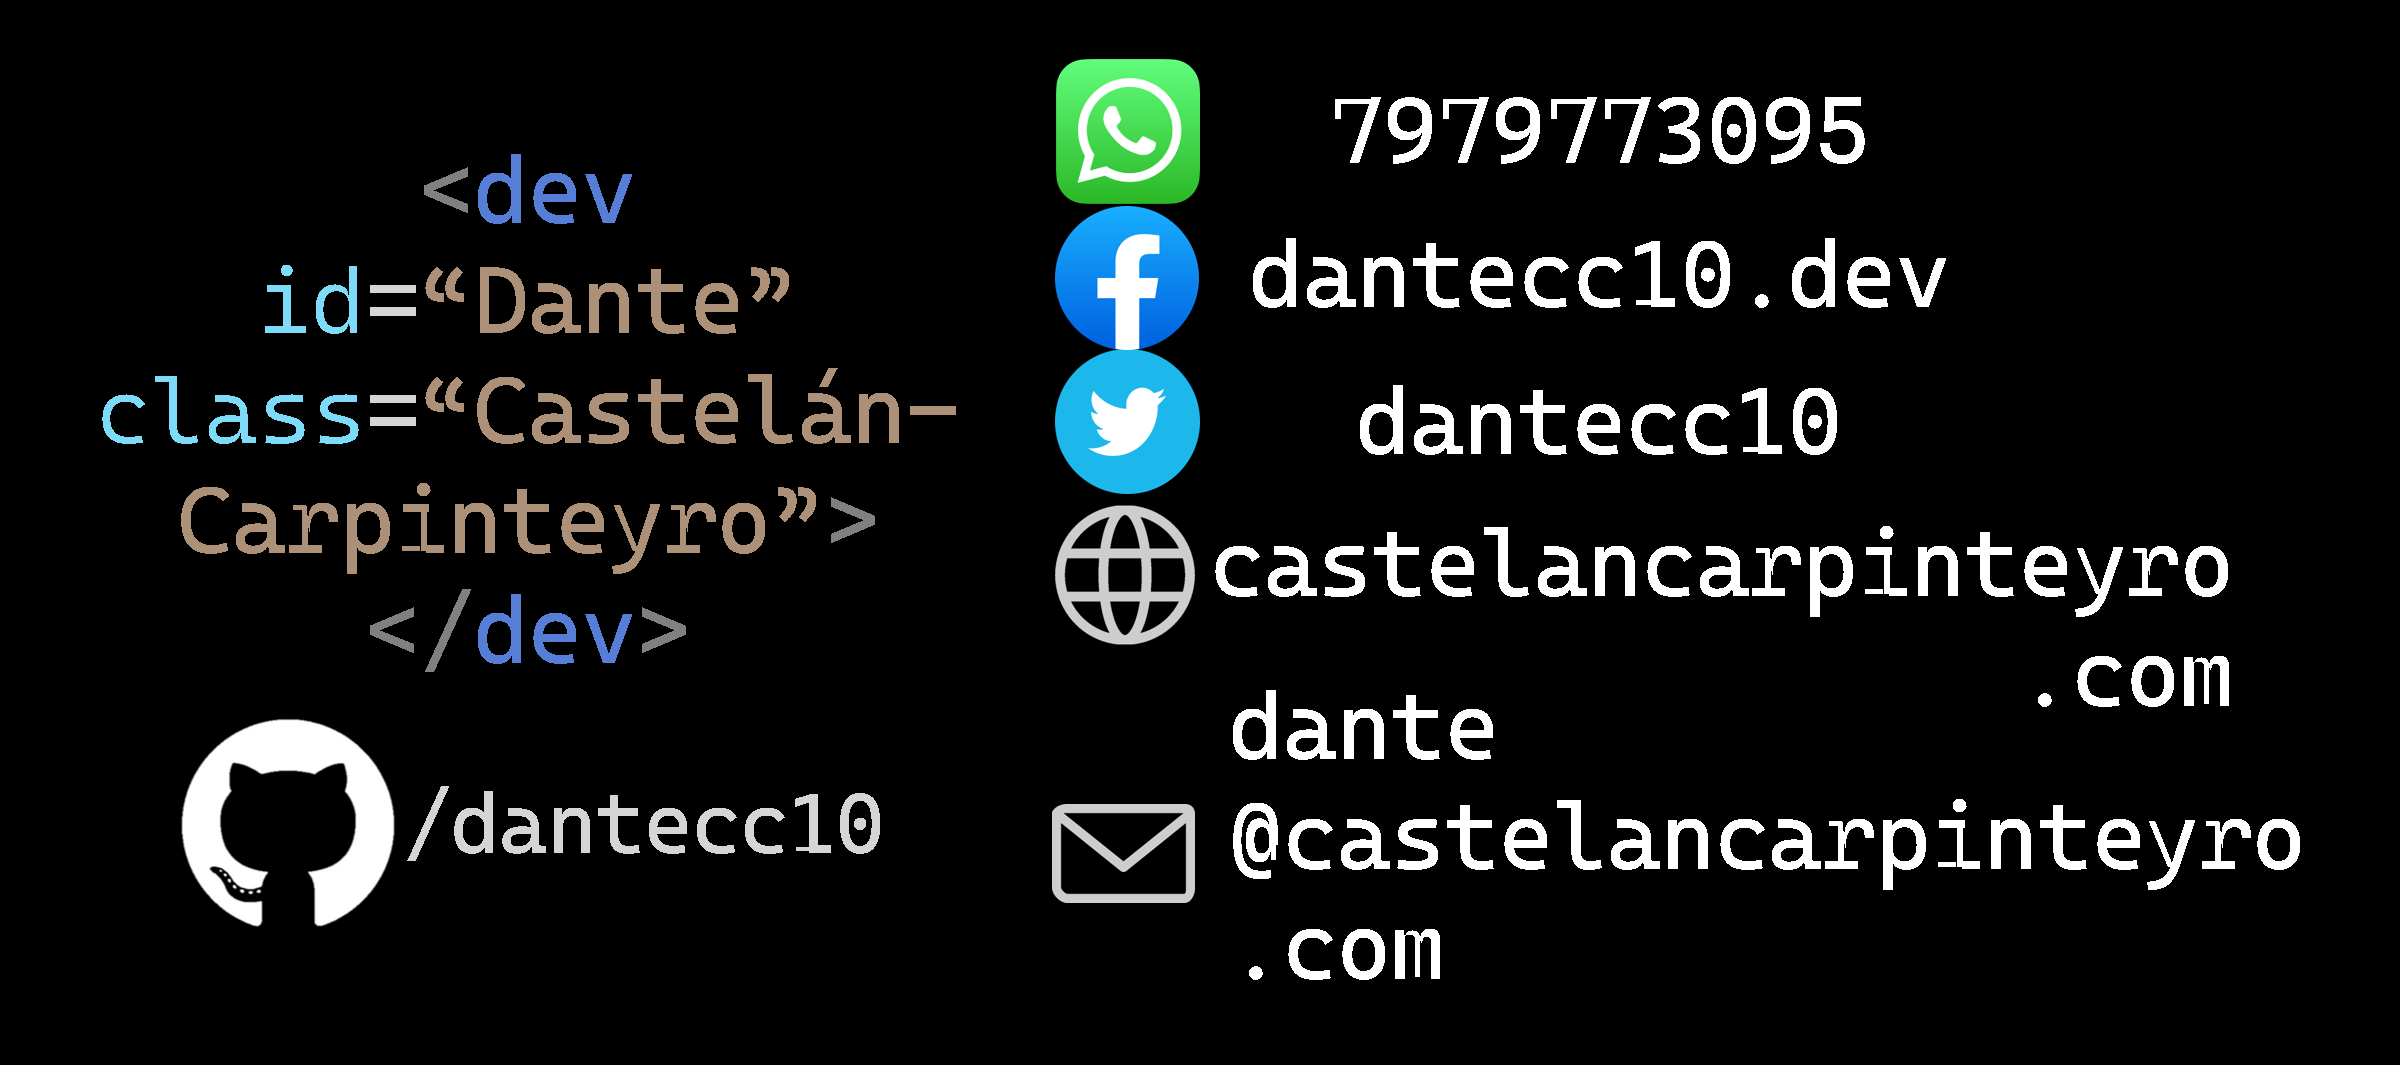 <dev
id=“Dante”
class=“Castelán-
Carpinteyro”>
</dev>
/dantecc10
7979773095
dantecc10.dev
dantecc10
castelancarpinteyro
.com
dante
@castelancarpinteyro
.com